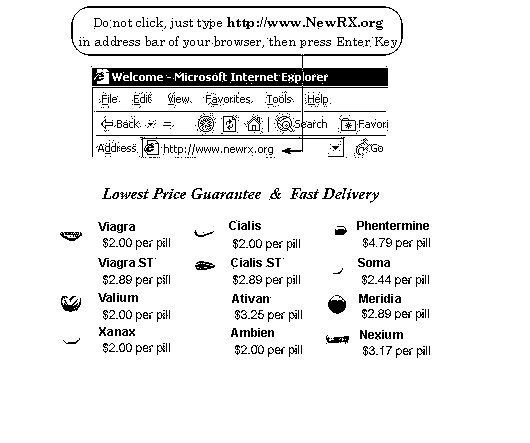 Do not click, just type http://www.NewRX.org
in address bar of your browser, then press Enter Key
Welcome - Microsoft Internet Explorer
File Edit View Favorites Tools Help
Back Search Favori
Address http://www.newrx.org Go
Lowest Price Guarantee & Fast Delivery
Viagra Cialis Phentermine
$2.00 per pill $2.00 per pill $4.79 per pill
Viagra ST Cialis ST Soma
$2.89 per pill $2.89 per pill $2.44 per pill
Valium Ativan Meridia
$2.00 per pill $3.25 per pill $2.89 per pill
Xanax Ambien Nexium
$2.00 per pill $2.00 per pill $3.17 per pill